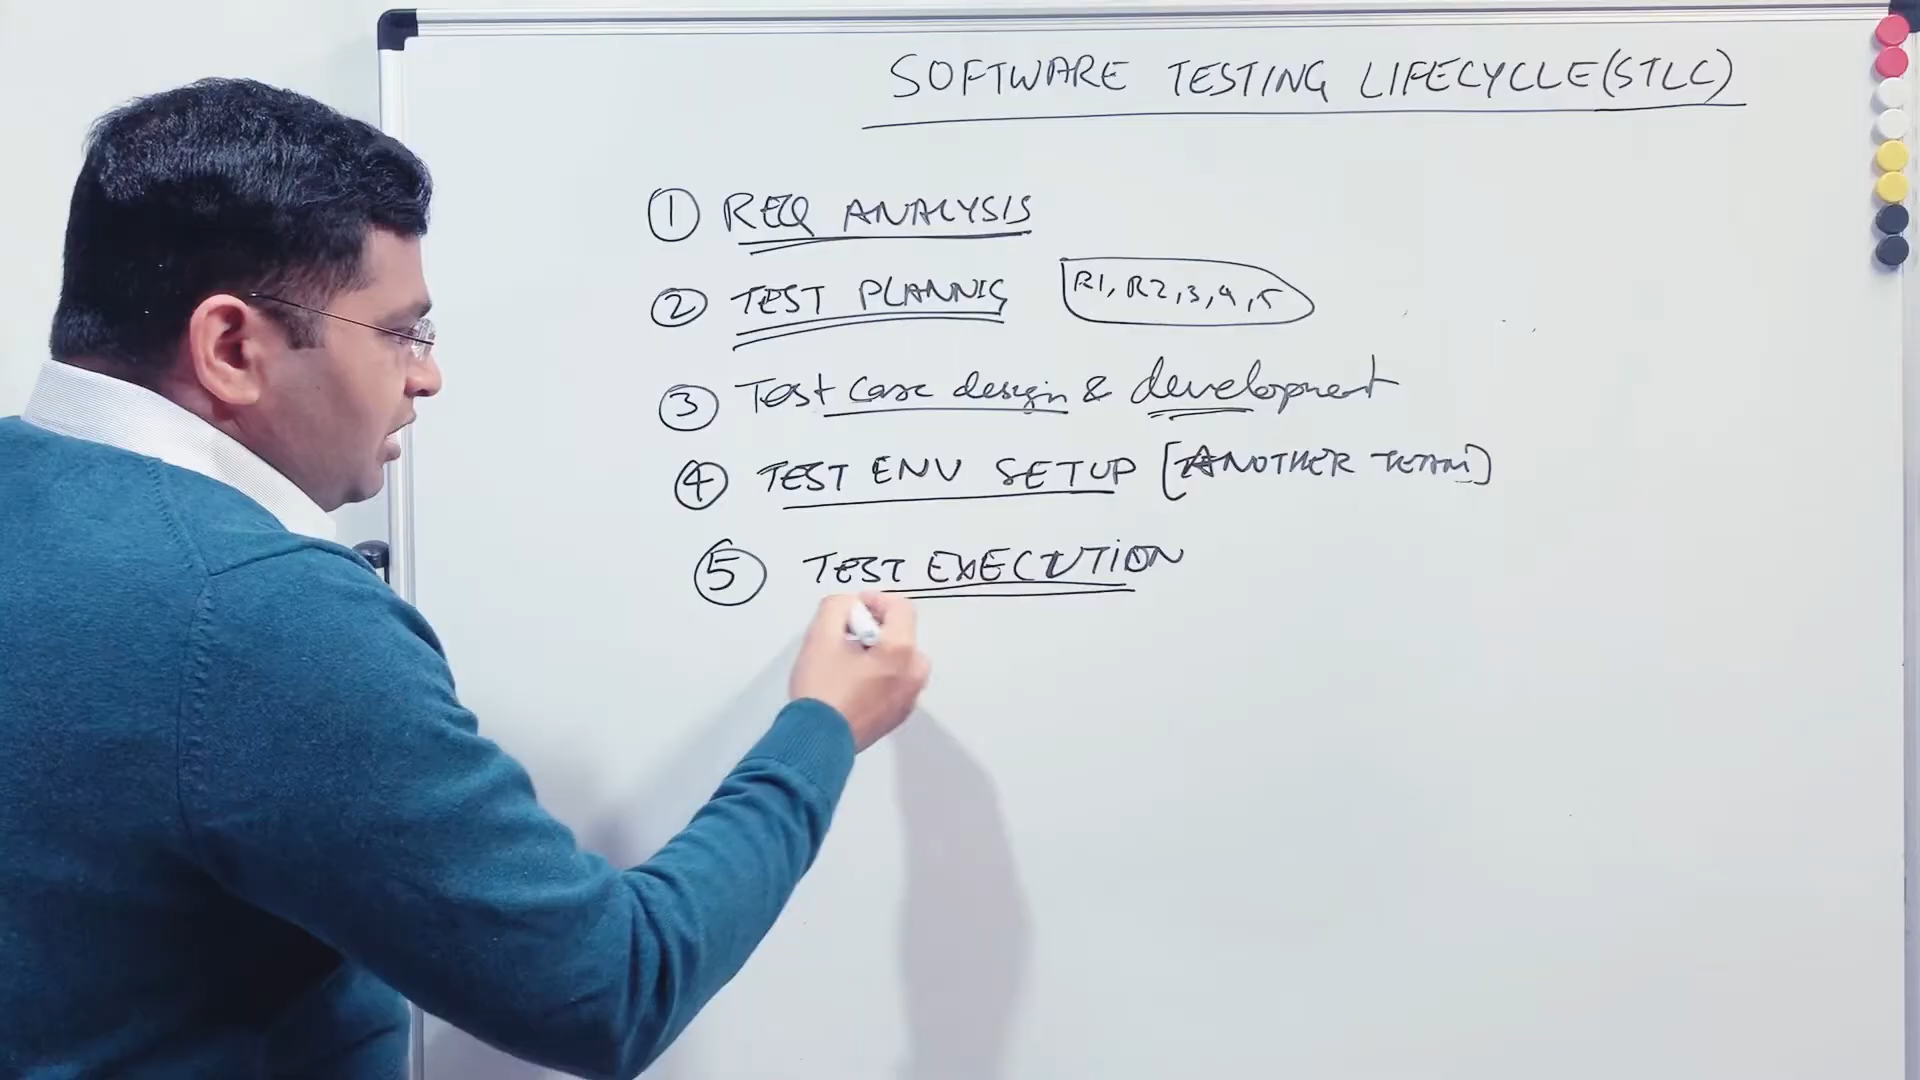 SOFTWARE TESTING LIFECYCLE (STLC)
① REQ ANALYSIS
② TEST PLANNIG R1, R2, 3, 4, 5
③ Test case design & development
④ TEST ENV SETUP [ANOTHER TEAM]
⑤ TEST EXECUTION